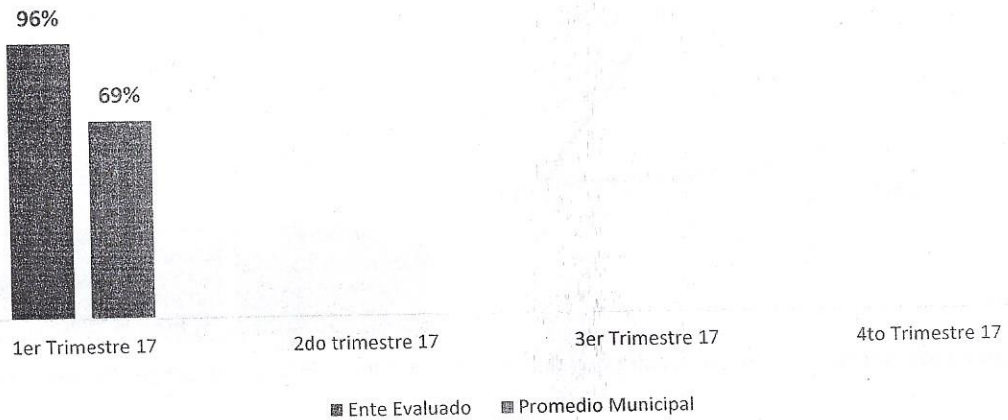 96%
69%
1er Trimestre 17 2do trimestre 17 3er Trimestre 17 4to Trimestre 17
Ente Evaluado Promedio Municipal